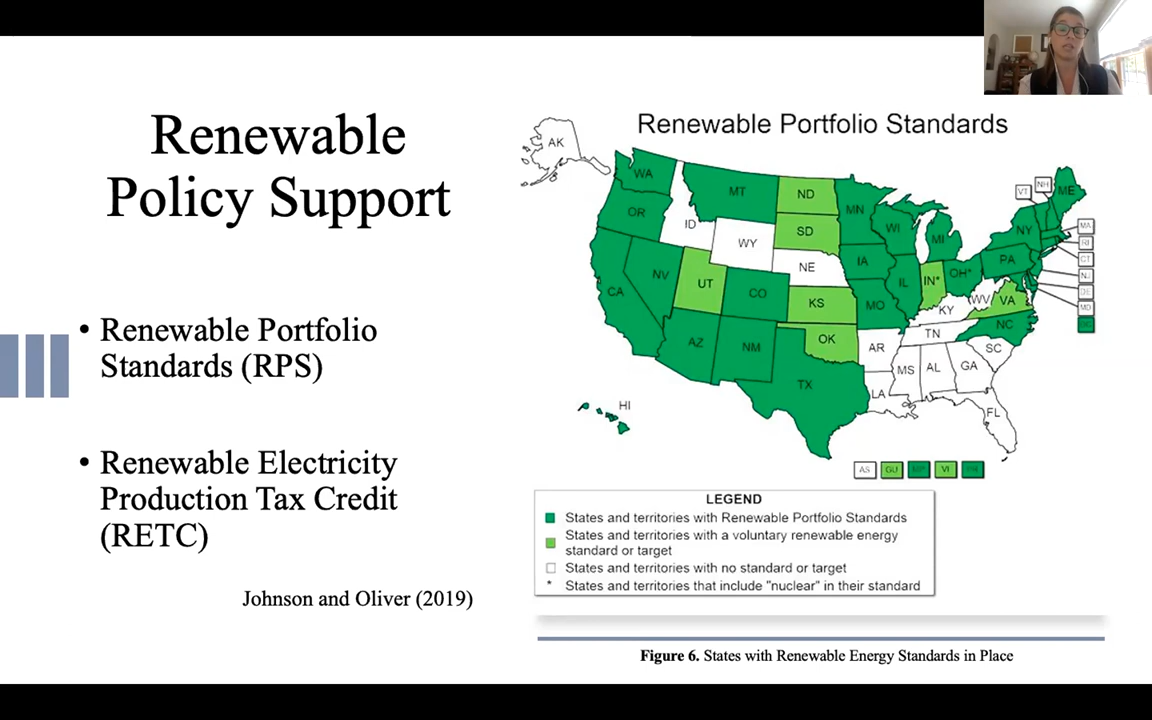 Renewable
Policy Support
• Renewable Portfolio
Standards (RPS)
• Renewable Electricity
Production Tax Credit
(RETC)
Johnson and Oliver (2019)
Renewable Portfolio Standards
AK
WA
MT
ND
MN
VT
NH
ME
OR
ID
WY
SD
WI
MI
NY
MA
RI
CT
NV
UT
CO
NE
IA
IL
IN*
OH*
PA
NJ
DE
MD
CA
KS
MO
KY
WV
VA
AZ
NM
OK
AR
TN
NC
SC
TX
LA
MS
AL
GA
FL
HI
AS
GU
VI
LEGEND
States and territories with Renewable Portfolio Standards
States and territories with a voluntary renewable energy
standard or target
States and territories with no standard or target
* States and territories that include "nuclear" in their standard
Figure 6. States with Renewable Energy Standards in Place